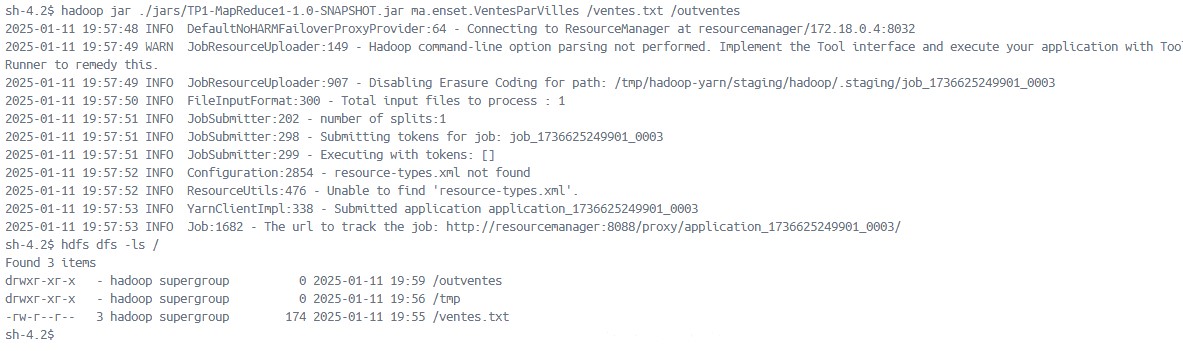 sh-4.2$ hadoop jar ./jars/TP1-MapReduce1-1.0-SNAPSHOT.jar ma.enset.VentesParVilles /ventes.txt /outventes
2025-01-11 19:57:48 INFO  DefaultNoHARMFailoverProxyProvider:64 - Connecting to ResourceManager at resourcemanager/172.18.0.4:8032
2025-01-11 19:57:49 WARN  JobResourceUploader:149 - Hadoop command-line option parsing not performed. Implement the Tool interface and execute your application with Tool
Runner to remedy this.
2025-01-11 19:57:49 INFO  JobResourceUploader:907 - Disabling Erasure Coding for path: /tmp/hadoop-yarn/staging/hadoop/.staging/job_1736625249901_0003
2025-01-11 19:57:50 INFO  FileInputFormat:300 - Total input files to process : 1
2025-01-11 19:57:51 INFO  JobSubmitter:202 - number of splits:1
2025-01-11 19:57:51 INFO  JobSubmitter:298 - Submitting tokens for job: job_1736625249901_0003
2025-01-11 19:57:51 INFO  JobSubmitter:299 - Executing with tokens: []
2025-01-11 19:57:52 INFO  Configuration:2854 - resource-types.xml not found
2025-01-11 19:57:52 INFO  ResourceUtils:476 - Unable to find 'resource-types.xml'.
2025-01-11 19:57:53 INFO  YarnClientImpl:338 - Submitted application application_1736625249901_0003
2025-01-11 19:57:53 INFO  Job:1682 - The url to track the job: http://resourcemanager:8088/proxy/application_1736625249901_0003/
sh-4.2$ hdfs dfs -ls /
Found 3 items
drwxr-xr-x   - hadoop supergroup          0 2025-01-11 19:59 /outventes
drwxr-xr-x   - hadoop supergroup          0 2025-01-11 19:56 /tmp
-rw-r--r--   3 hadoop supergroup        174 2025-01-11 19:55 /ventes.txt
sh-4.2$